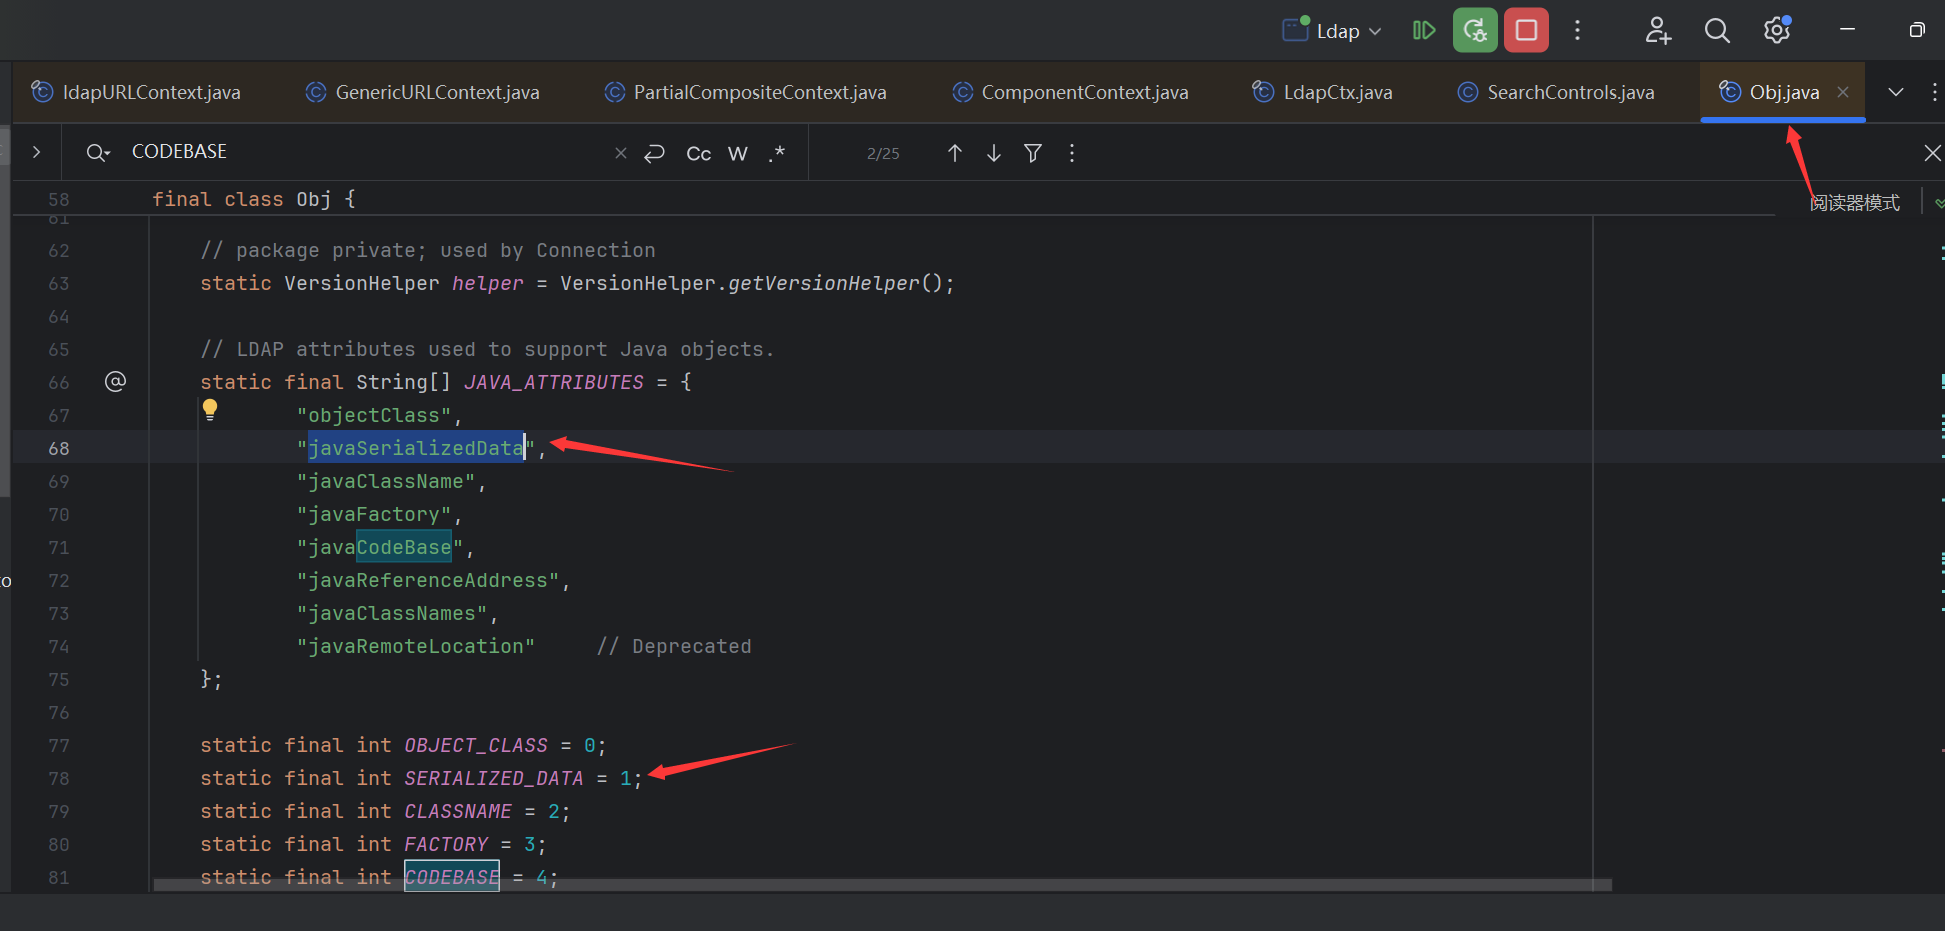 Ldap
ldapURLContext.java GenericURLContext.java PartialCompositeContext.java ComponentContext.java LdapCtx.java SearchControls.java Obj.java
CODEBASE Cc W .* 2/25
58 final class Obj {
阅读器模式
61
62 // package private; used by Connection
63 static VersionHelper helper = VersionHelper.getVersionHelper();
64
65 // LDAP attributes used to support Java objects.
66 static final String[] JAVA_ATTRIBUTES = {
67 "objectClass",
68 "javaSerializedData",
69 "javaClassName",
70 "javaFactory",
71 "javaCodeBase",
72 "javaReferenceAddress",
73 "javaClassNames",
74 "javaRemoteLocation" // Deprecated
75 };
76
77 static final int OBJECT_CLASS = 0;
78 static final int SERIALIZED_DATA = 1;
79 static final int CLASSNAME = 2;
80 static final int FACTORY = 3;
81 static final int CODEBASE = 4;